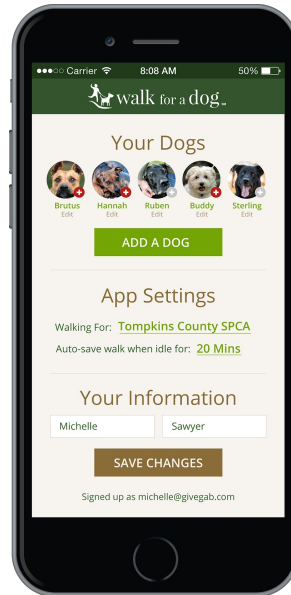 Carrier 8:08 AM 50%
walk for a dog
Your Dogs
Brutus Hannah Ruben Buddy Sterling
Edit Edit Edit Edit Edit
ADD A DOG
App Settings
Walking For: Tompkins County SPCA
Auto-save walk when idle for: 20 Mins
Your Information
Michelle Sawyer
SAVE CHANGES
Signed up as michelle@givegab.com